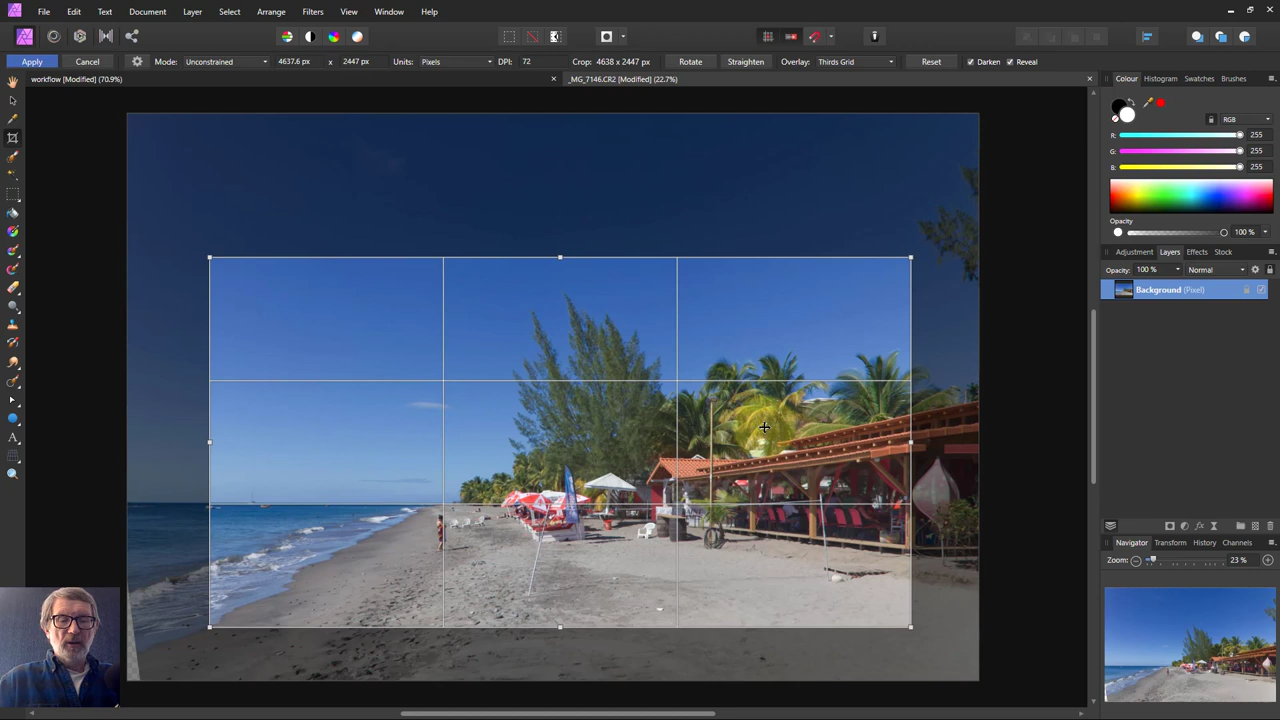 File Edit Text Document Layer Select Arrange Filters View Window Help
Apply Cancel Mode: Unconstrained 4637.6 px x 2447 px Units: Pixels DPI: 72 Crop: 4638 x 2447 px Rotate Straighten Overlay: Thirds Grid Reset Darken Reveal
workflow [Modified] (70.9%) _MG_7146.CR2 [Modified] (22.7%)
Colour Histogram Swatches Brushes
RGB
R: 255
G: 255
B: 255
Opacity
100 %
Adjustment Layers Effects Stock
Opacity: 100 % Normal
Background (Pixel)
fx
Navigator Transform History Channels
Zoom: 23 %